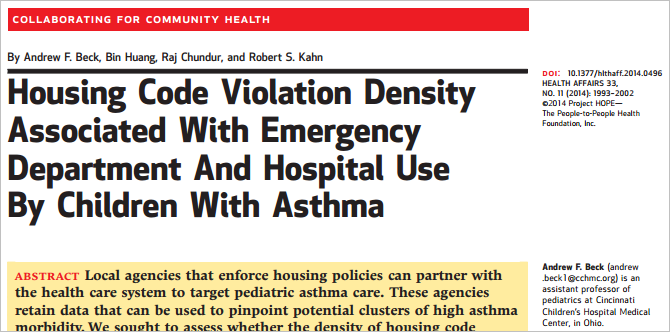 COLLABORATING FOR COMMUNITY HEALTH
By Andrew F. Beck, Bin Huang, Raj Chundur, and Robert S. Kahn
Housing Code Violation Density
Associated With Emergency
Department And Hospital Use
By Children With Asthma
DOI: 10.1377/hlthaff.2014.0496
HEALTH AFFAIRS 33,
NO. 11 (2014): 1993–2002
©2014 Project HOPE—
The People-to-People Health
Foundation, Inc.
ABSTRACT Local agencies that enforce housing policies can partner with
the health care system to target pediatric asthma care. These agencies
retain data that can be used to pinpoint potential clusters of high asthma
morbidity. We sought to assess whether the density of housing code
Andrew F. Beck (andrew
.beck1@cchmc.org) is an
assistant professor of
pediatrics at Cincinnati
Children's Hospital Medical
Center, in Ohio.